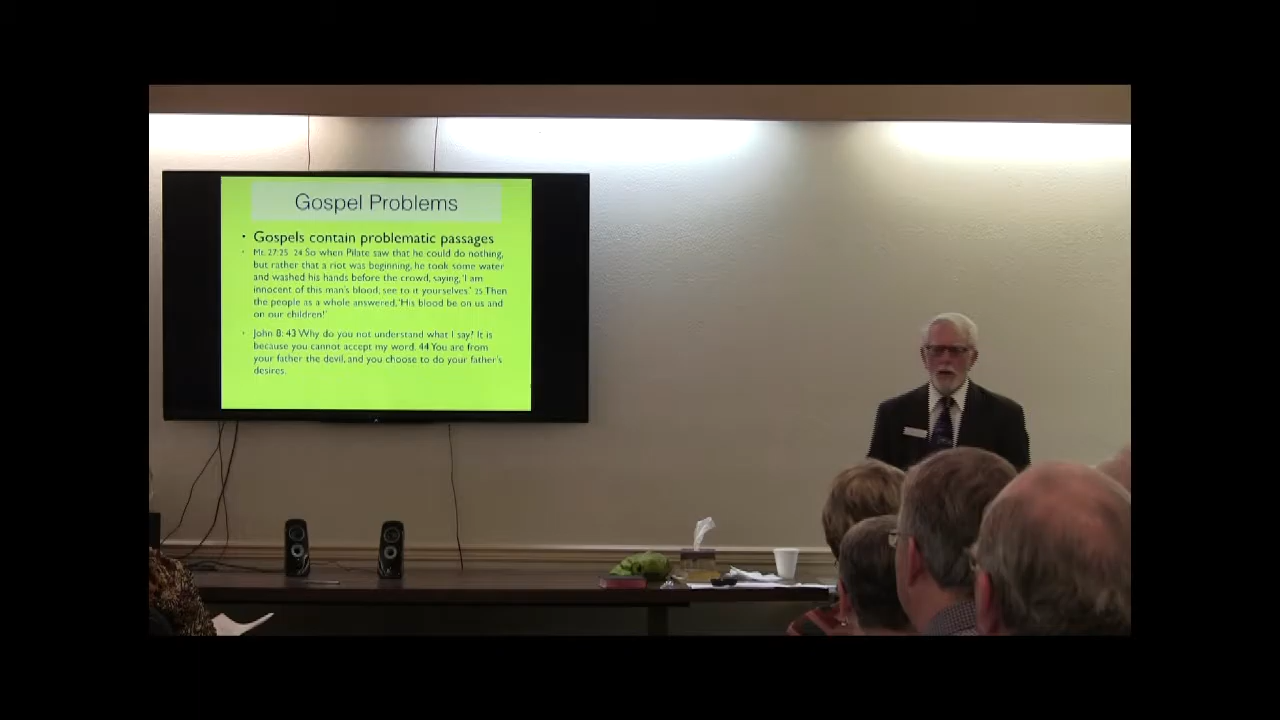 Gospel Problems
• Gospels contain problematic passages
• Mt. 27:25 24 So when Pilate saw that he could do nothing,
but rather that a riot was beginning, he took some water
and washed his hands before the crowd, saying, 'I am
innocent of this man's blood; see to it yourselves.' 25 Then
the people as a whole answered, 'His blood be on us and
on our children!'
• John 8: 43 Why do you not understand what I say? It is
because you cannot accept my word. 44 You are from
your father the devil, and you choose to do your father's
desires.